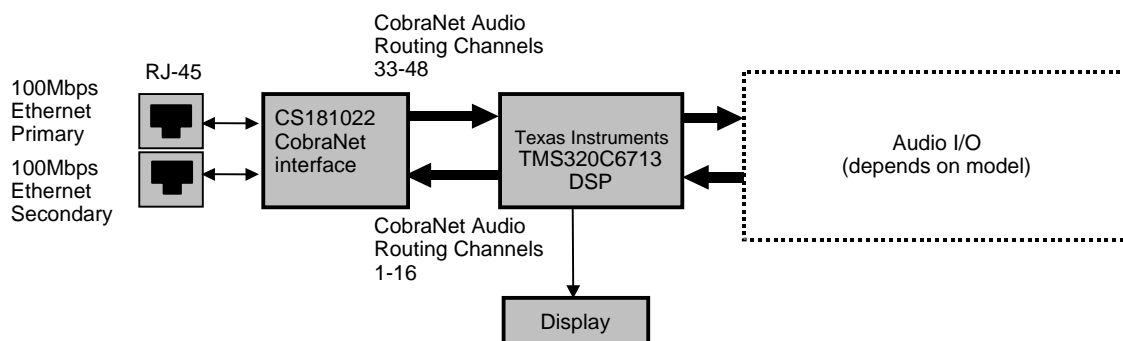 CobraNet Audio
Routing Channels
33-48
RJ-45
100Mbps
Ethernet
Primary
100Mbps
Ethernet
Secondary
CS181022
CobraNet
interface
Texas Instruments
TMS320C6713
DSP
Audio I/O
(depends on model)
CobraNet Audio
Routing Channels
1-16
Display